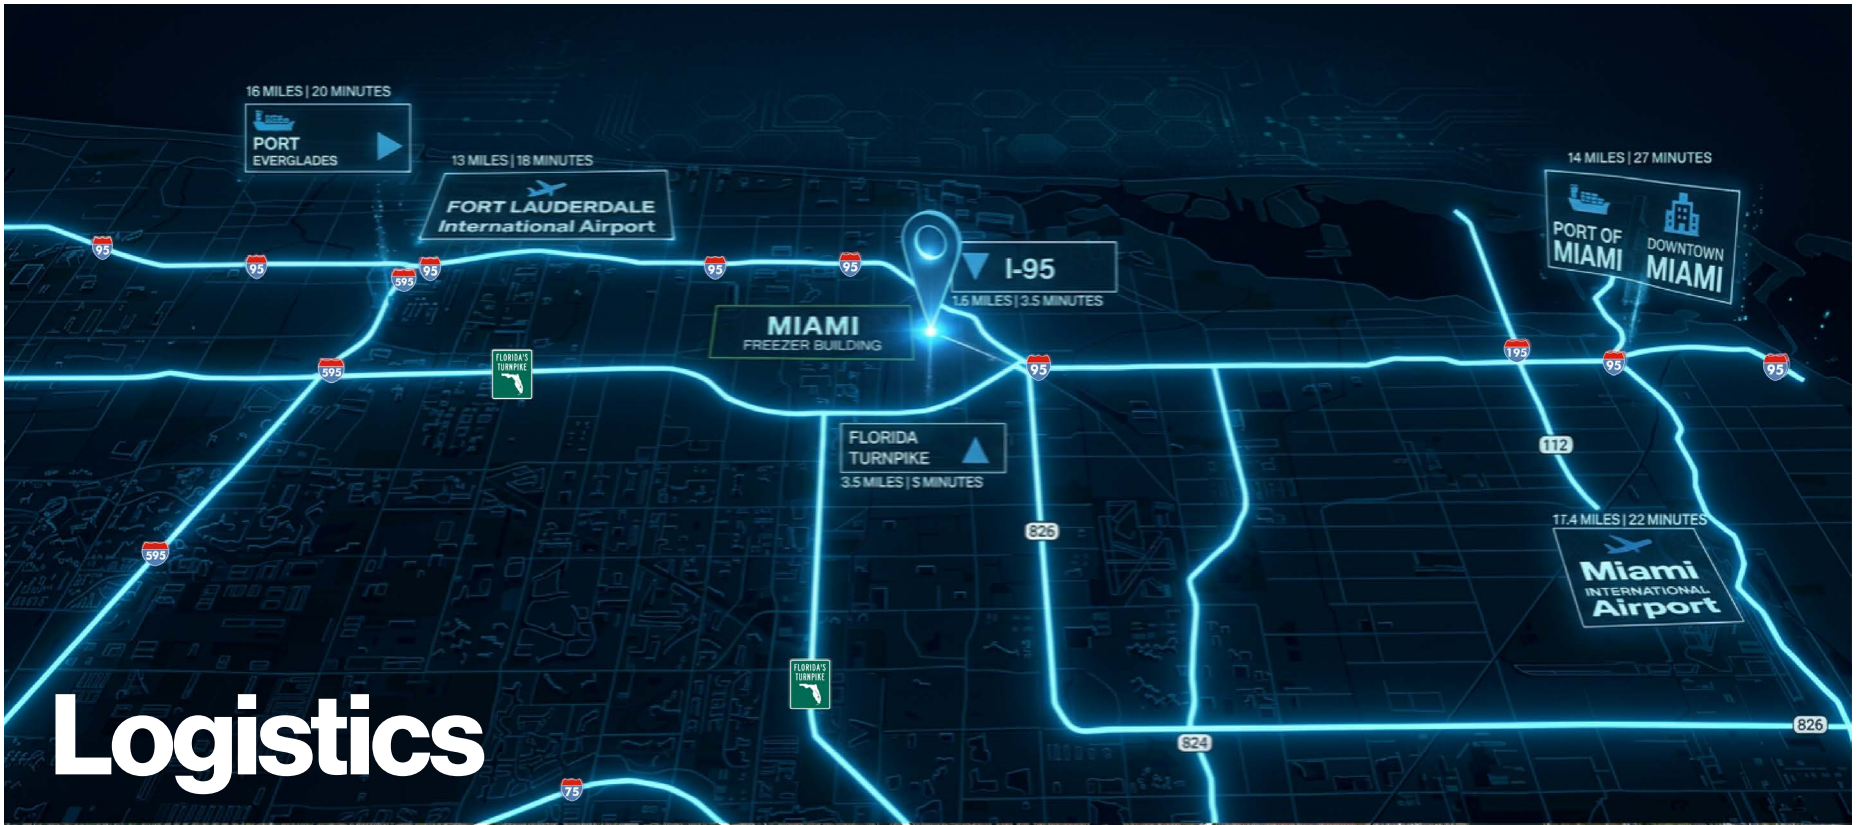 16 MILES | 20 MINUTES
PORT
EVERGLADES
13 MILES | 18 MINUTES
FORT LAUDERDALE
International Airport
14 MILES | 27 MINUTES
PORT OF
MIAMI
DOWNTOWN
MIAMI
95
95
595
95
95
95
I-95
1.6 MILES | 3.5 MINUTES
MIAMI
FREEZER BUILDING
595
FLORIDA'S
TURNPIKE
95
195
95
95
FLORIDA
TURNPIKE
3.5 MILES | 5 MINUTES
112
826
595
17.4 MILES | 22 MINUTES
Miami
INTERNATIONAL
Airport
FLORIDA'S
TURNPIKE
824
826
Logistics
75